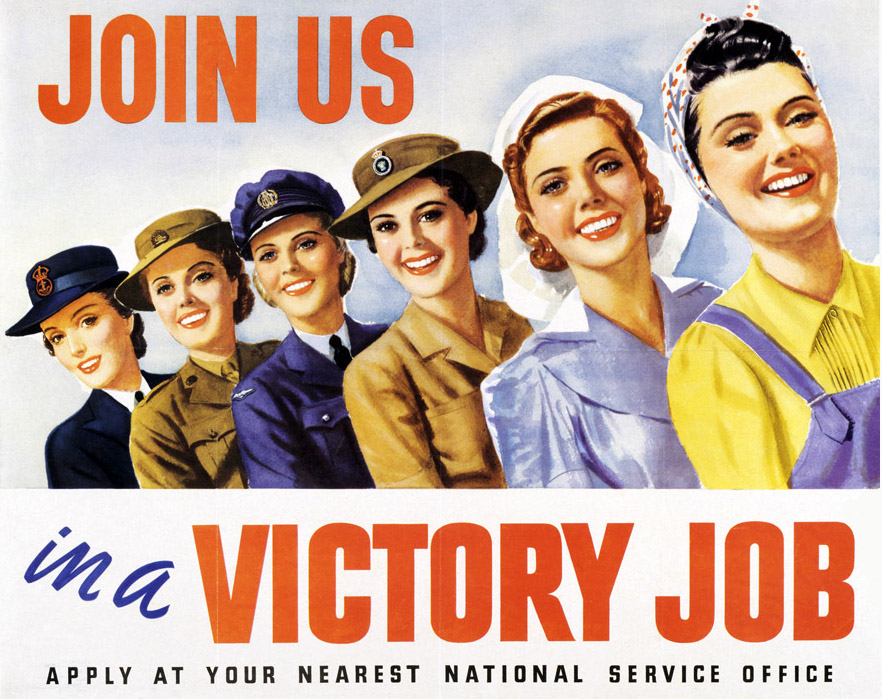 JOIN US
in a VICTORY JOB
APPLY AT YOUR NEAREST NATIONAL SERVICE OFFICE